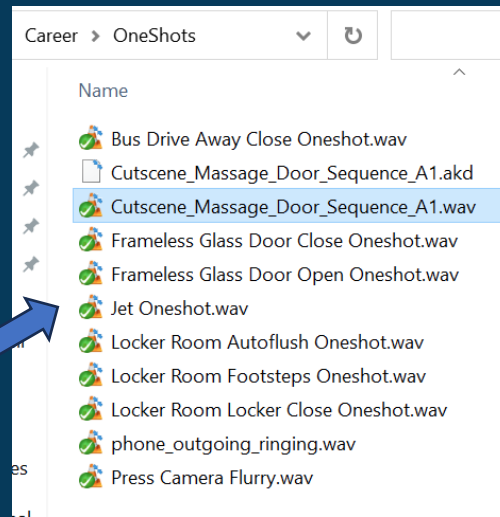 Career > OneShots
Name
Bus Drive Away Close Oneshot.wav
Cutscene_Massage_Door_Sequence_A1.akd
Cutscene_Massage_Door_Sequence_A1.wav
Frameless Glass Door Close Oneshot.wav
Frameless Glass Door Open Oneshot.wav
Jet Oneshot.wav
Locker Room Autoflush Oneshot.wav
Locker Room Footsteps Oneshot.wav
Locker Room Locker Close Oneshot.wav
phone_outgoing_ringing.wav
es
Press Camera Flurry.wav